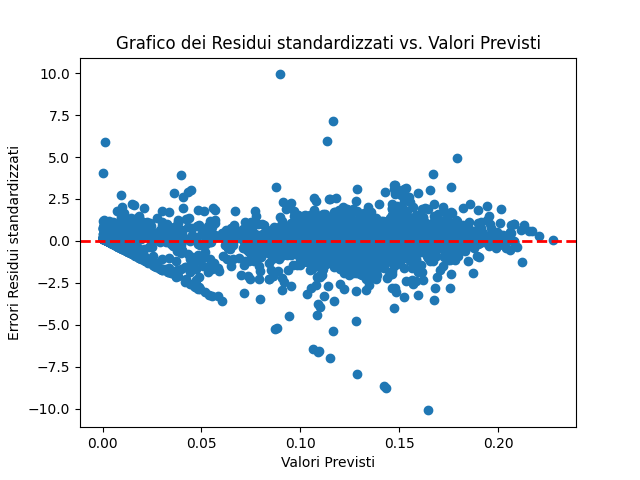 Grafico dei Residui standardizzati vs. Valori Previsti
Errori Residui standardizzati
10.0
7.5
5.0
2.5
0.0
−2.5
−5.0
−7.5
−10.0
0.00 0.05 0.10 0.15 0.20
Valori Previsti